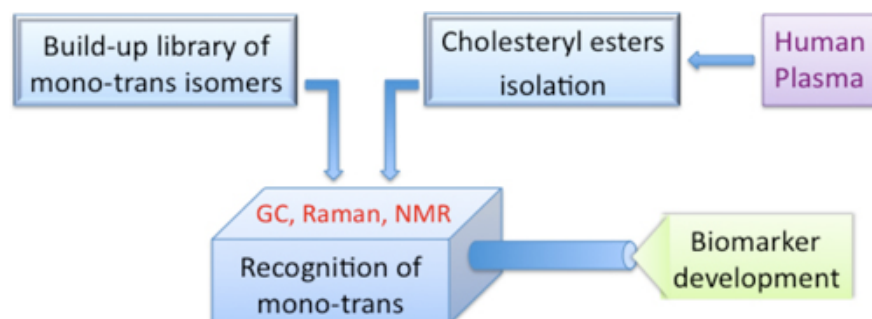 Build-up library of
mono-trans isomers
Cholesteryl esters
isolation
Human
Plasma
GC, Raman, NMR
Recognition of
mono-trans
Biomarker
development